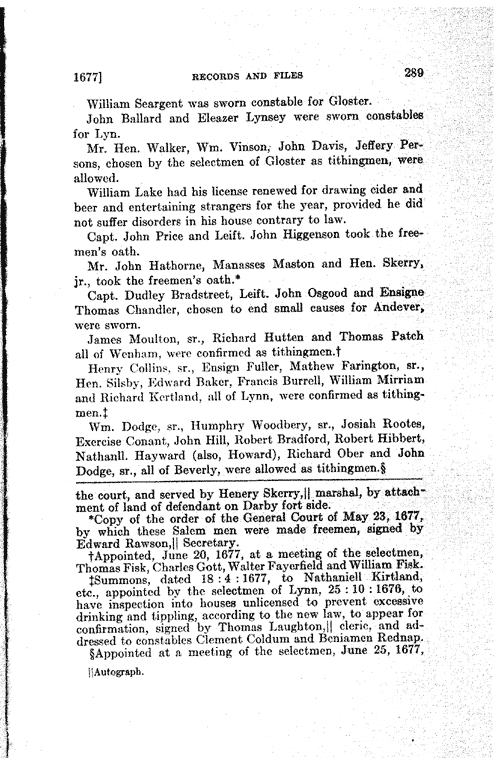 1677] RECORDS AND FILES 289
William Seargent was sworn constable for Gloster.
John Ballard and Eleazer Lynsey were sworn constables
for Lyn.
Mr. Hen. Walker, Wm. Vinson, John Davis, Jeffery Per-
sons, chosen by the selectmen of Gloster as tithingmen, were
allowed.
William Lake had his license renewed for drawing cider and
beer and entertaining strangers for the year, provided he did
not suffer disorders in his house contrary to law.
Capt. John Price and Leift. John Higgenson took the free-
men's oath.
Mr. John Hathorne, Manasses Maston and Hen. Skerry,
jr., took the freemen's oath.*
Capt. Dudley Bradstreet, Leift. John Osgood and Ensigne
Thomas Chandler, chosen to end small causes for Andever,
were sworn.
James Moulton, sr., Richard Hutten and Thomas Patch
all of Wenham, were confirmed as tithingmen.†
Henry Collins, sr., Ensign Fuller, Mathew Farington, sr.,
Hen. Silsby, Edward Baker, Francis Burrell, William Mirriam
and Richard Kertland, all of Lynn, were confirmed as tithing-
men.‡
Wm. Dodge, sr., Humphry Woodbery, sr., Josiah Rootes,
Exercise Conant, John Hill, Robert Bradford, Robert Hibbert,
Nathanll. Hayward (also, Howard), Richard Ober and John
Dodge, sr., all of Beverly, were allowed as tithingmen.§
the court, and served by Henery Skerry,|| marshal, by attach-
ment of land of defendant on Darby fort side.
*Copy of the order of the General Court of May 23, 1677,
by which these Salem men were made freemen, signed by
Edward Rawson,|| Secretary.
†Appointed, June 20, 1677, at a meeting of the selectmen,
Thomas Fisk, Charles Gott, Walter Fayerfield and William Fisk.
‡Summons, dated 18 : 4 : 1677, to Nathaniell Kirtland,
etc., appointed by the selectmen of Lynn, 25 : 10 : 1676, to
have inspection into houses unlicensed to prevent excessive
drinking and tippling, according to the new law, to appear for
confirmation, signed by Thomas Laughton,|| cleric, and ad-
dressed to constables Clement Coldum and Beniamen Rednap.
§Appointed at a meeting of the selectmen, June 25, 1677,
||Autograph.